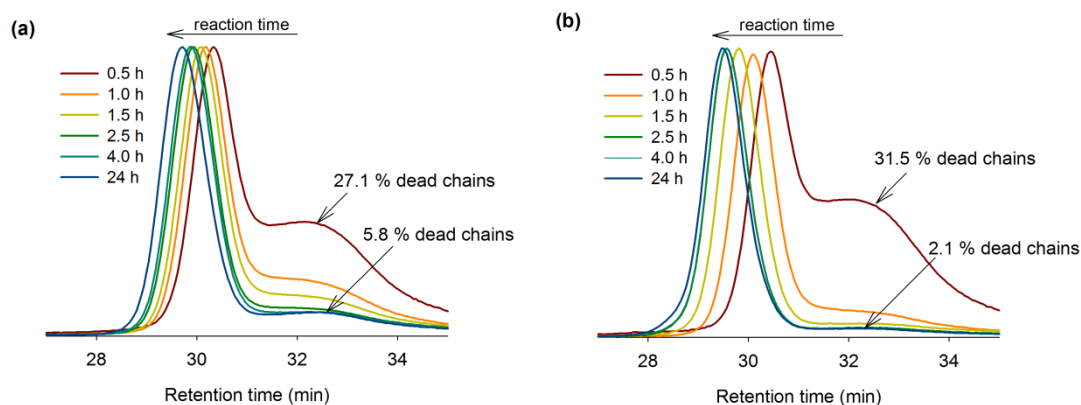 (a)
reaction time
0.5 h
1.0 h
1.5 h
2.5 h
4.0 h
24 h
27.1 % dead chains
5.8 % dead chains
28 30 32 34
Retention time (min)
(b)
reaction time
0.5 h
1.0 h
1.5 h
2.5 h
4.0 h
24 h
31.5 % dead chains
2.1 % dead chains
28 30 32 34
Retention time (min)